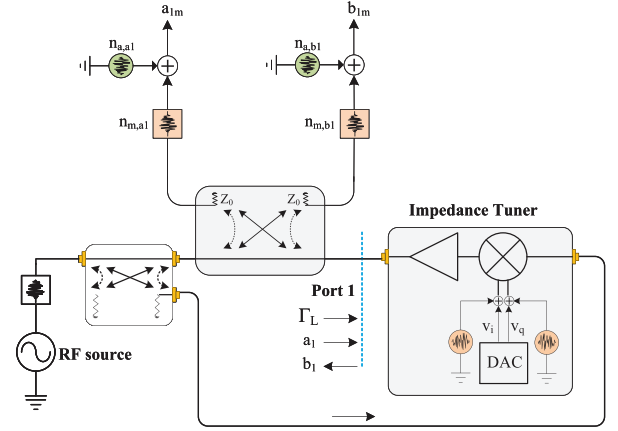 a1m
b1m
na,a1
na,b1
nm,a1
nm,b1
Z0
Z0
Impedance Tuner
Port 1
ΓL
a1
b1
vi
vq
DAC
RF source